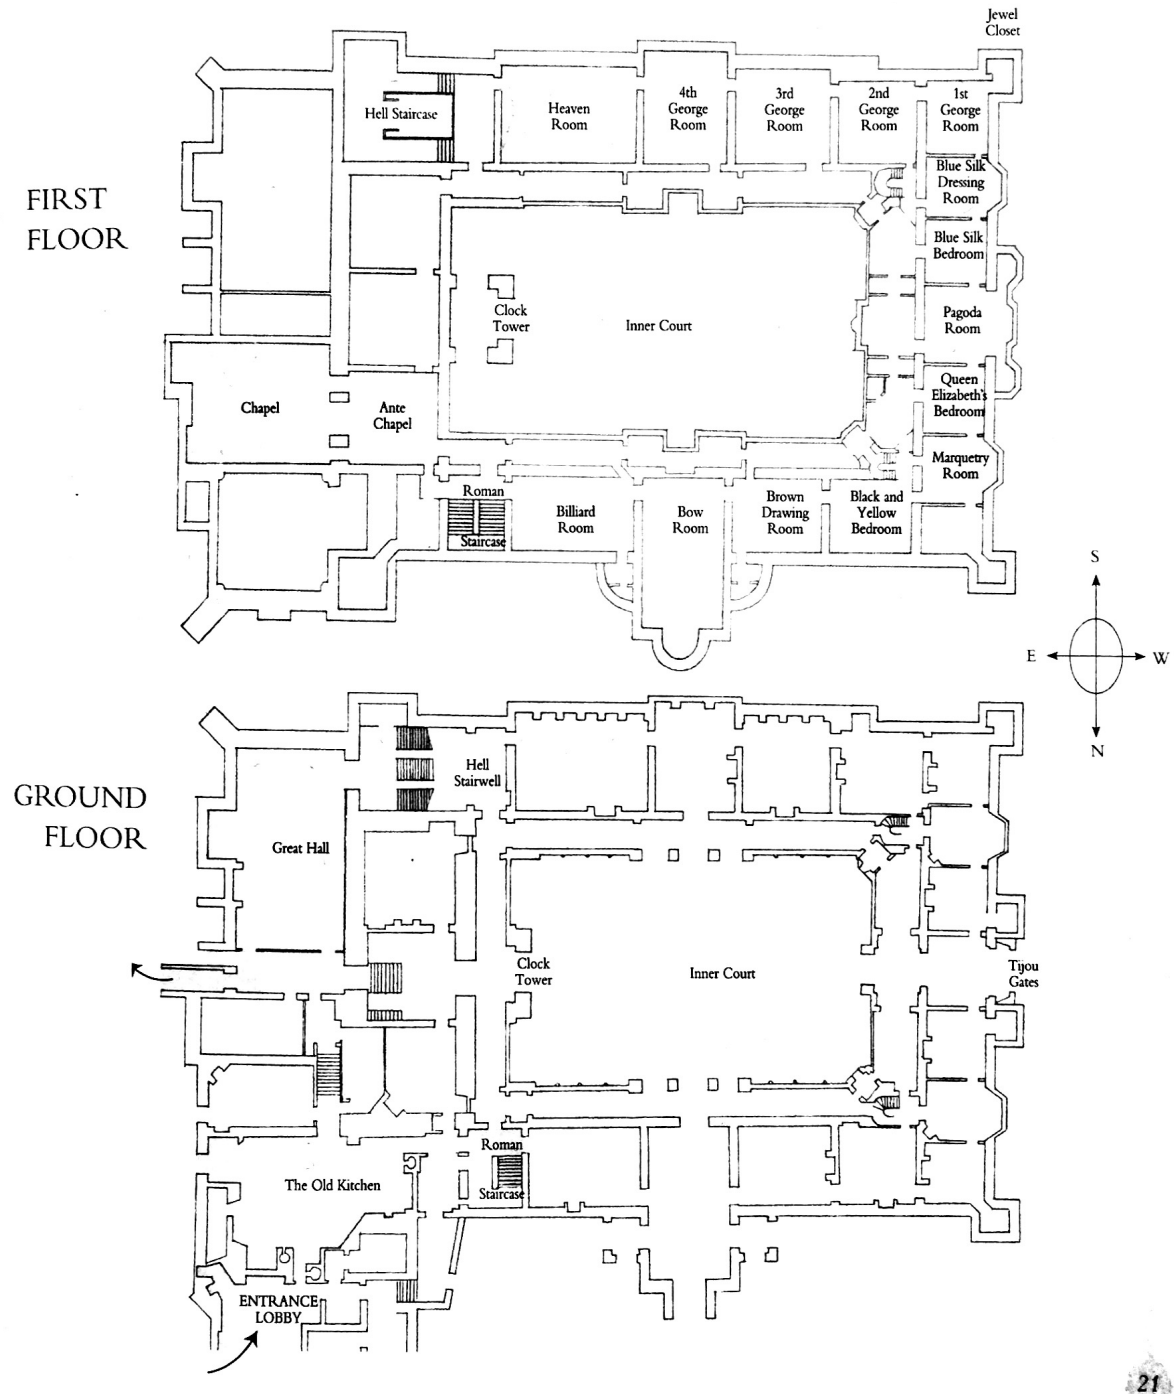 Jewel
Closet
FIRST
FLOOR
Hell Staircase
Heaven
Room
4th
George
Room
3rd
George
Room
2nd
George
Room
1st
George
Room
Blue Silk
Dressing
Room
Blue Silk
Bedroom
Clock
Tower
Inner Court
Pagoda
Room
Chapel
Ante
Chapel
Queen
Elizabeth's
Bedroom
Marquetry
Room
Roman
Staircase
Billiard
Room
Bow
Room
Brown
Drawing
Room
Black and
Yellow
Bedroom
S
E
W
N
GROUND
FLOOR
Hell
Stairwell
Great Hall
Clock
Tower
Inner Court
Tijou
Gates
Roman
Staircase
The Old Kitchen
ENTRANCE
LOBBY
21